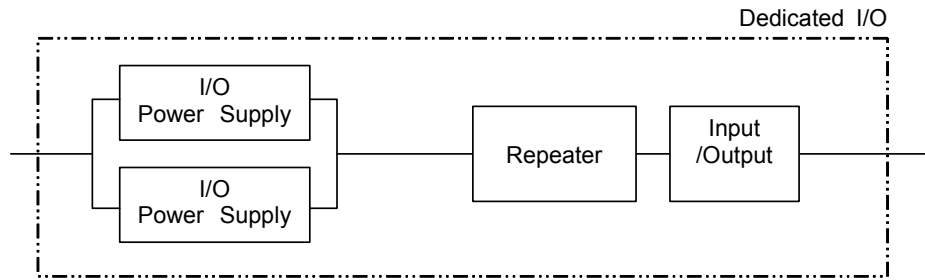 Dedicated I/O
I/O
Power Supply
I/O
Power Supply
Repeater
Input
/Output